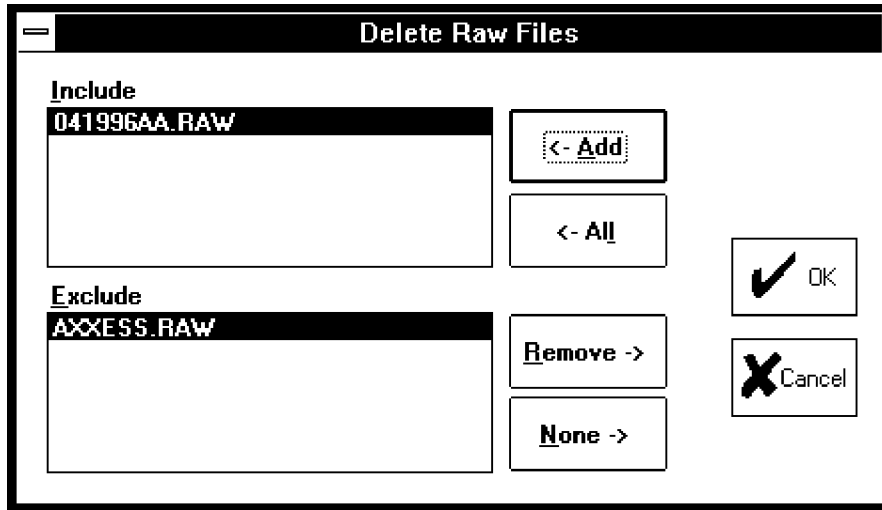 Delete Raw Files
Include
041996AA.RAW
<- Add
<- All
OK
Exclude
AXXESS.RAW
Remove ->
Cancel
None ->